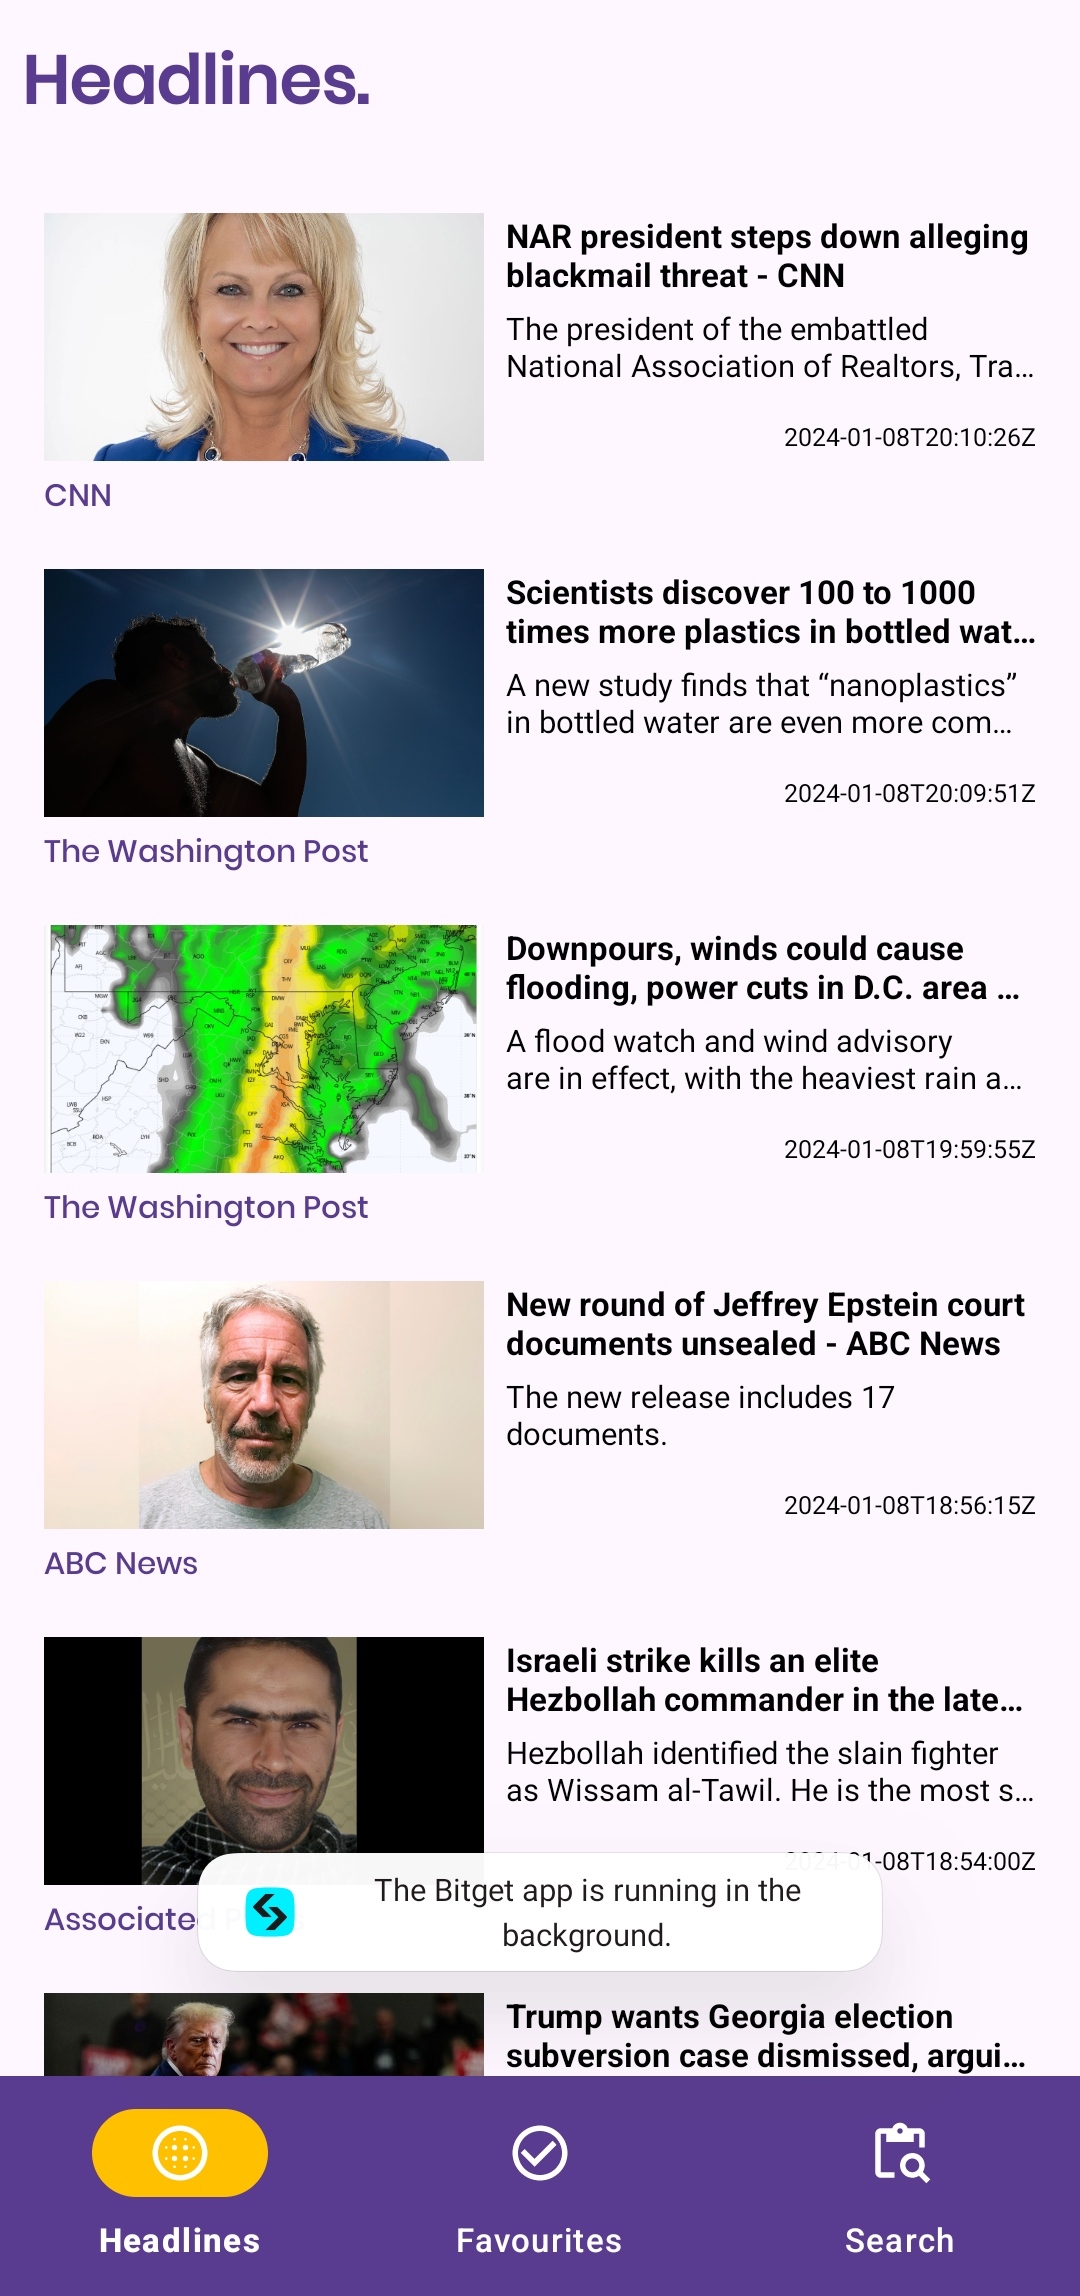 Headlines.
NAR president steps down alleging
blackmail threat - CNN
The president of the embattled
National Association of Realtors, Tra...
2024-01-08T20:10:26Z
CNN
Scientists discover 100 to 1000
times more plastics in bottled wat...
A new study finds that “nanoplastics”
in bottled water are even more com...
2024-01-08T20:09:51Z
The Washington Post
Downpours, winds could cause
flooding, power cuts in D.C. area ...
A flood watch and wind advisory
are in effect, with the heaviest rain a...
2024-01-08T19:59:55Z
The Washington Post
New round of Jeffrey Epstein court
documents unsealed - ABC News
The new release includes 17
documents.
2024-01-08T18:56:15Z
ABC News
Israeli strike kills an elite
Hezbollah commander in the late...
Hezbollah identified the slain fighter
as Wissam al-Tawil. He is the most s...
2024-01-08T18:54:00Z
Associated
The Bitget app is running in the
background.
Trump wants Georgia election
subversion case dismissed, argui...
Headlines
Favourites
Search